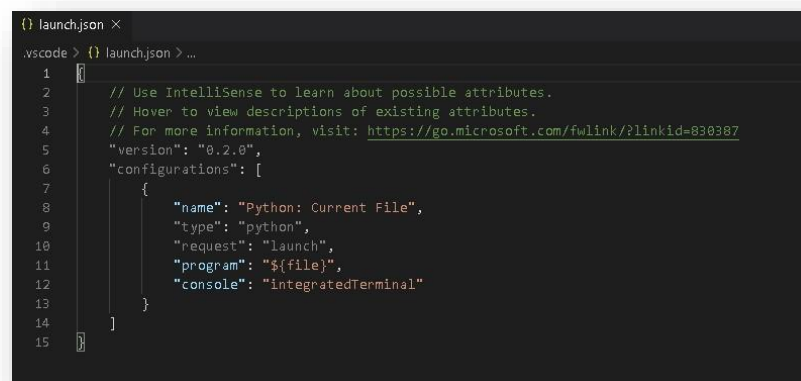 {} launch.json ×
.vscode > {} launch.json > ...
1 {
2 // Use IntelliSense to learn about possible attributes.
3 // Hover to view descriptions of existing attributes.
4 // For more information, visit: https://go.microsoft.com/fwlink/?linkid=830387
5 "version": "0.2.0",
6 "configurations": [
7 {
8 "name": "Python: Current File",
9 "type": "python",
10 "request": "launch",
11 "program": "${file}",
12 "console": "integratedTerminal"
13 }
14 ]
15 }